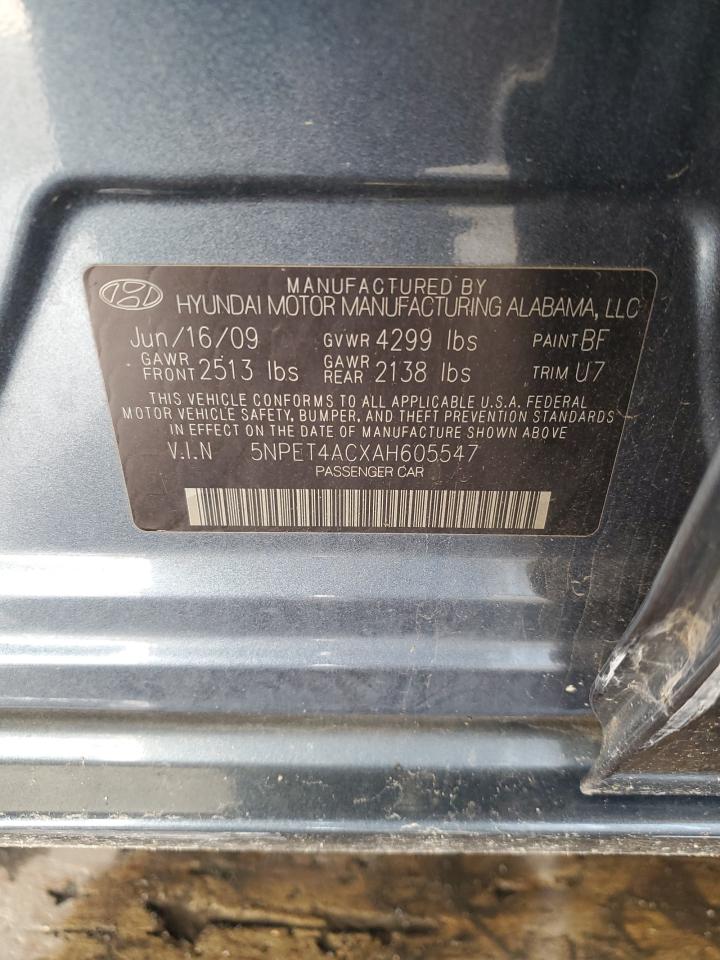 MANUFACTURED BY
HYUNDAI MOTOR MANUFACTURING ALABAMA, LLC
Jun/16/09 GVWR 4299 lbs PAINT BF
GAWR FRONT 2513 lbs GAWR REAR 2138 lbs TRIM U7
THIS VEHICLE CONFORMS TO ALL APPLICABLE U.S.A. FEDERAL
MOTOR VEHICLE SAFETY, BUMPER, AND THEFT PREVENTION STANDARDS
IN EFFECT ON THE DATE OF MANUFACTURE SHOWN ABOVE
V.I.N 5NPET4ACXAH605547
PASSENGER CAR